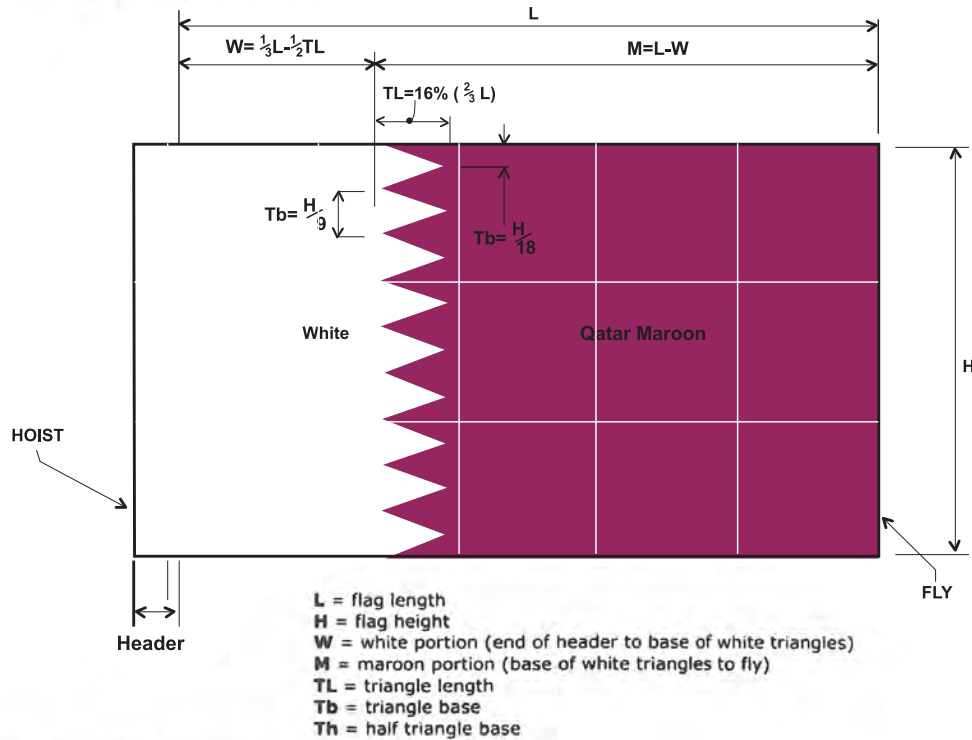 L
W= ⅓L-½TL
M=L-W
TL=16% ( ⅔ L)
Tb= H/9
Tb= H/18
White
Qatar Maroon
H
HOIST
FLY
Header
L = flag length
H = flag height
W = white portion (end of header to base of white triangles)
M = maroon portion (base of white triangles to fly)
TL = triangle length
Tb = triangle base
Th = half triangle base